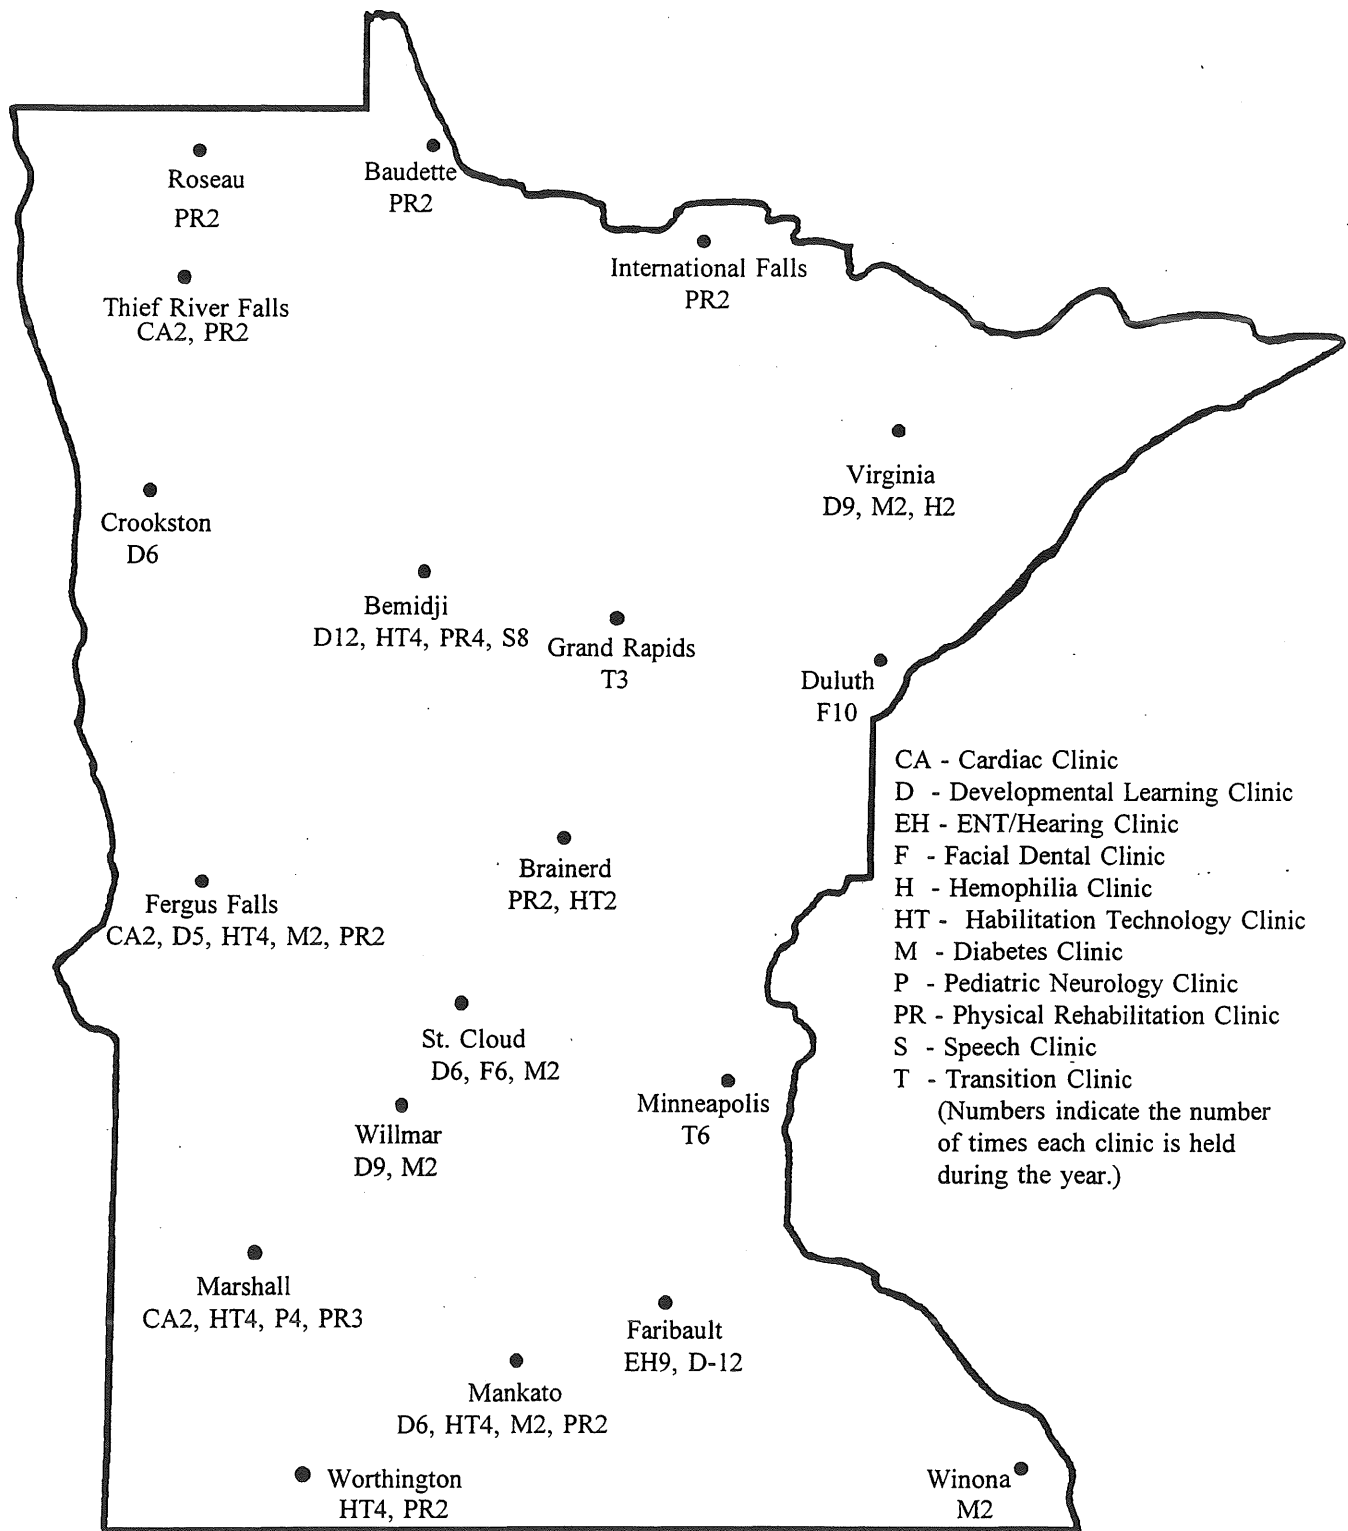 Roseau
PR2
Baudette
PR2
International Falls
PR2
Thief River Falls
CA2, PR2
Virginia
D9, M2, H2
Crookston
D6
Bemidji
D12, HT4, PR4, S8
Grand Rapids
T3
Duluth
F10
CA - Cardiac Clinic
D - Developmental Learning Clinic
EH - ENT/Hearing Clinic
F - Facial Dental Clinic
H - Hemophilia Clinic
HT - Habilitation Technology Clinic
M - Diabetes Clinic
P - Pediatric Neurology Clinic
PR - Physical Rehabilitation Clinic
S - Speech Clinic
T - Transition Clinic
(Numbers indicate the number
of times each clinic is held
during the year.)
Brainerd
PR2, HT2
Fergus Falls
CA2, D5, HT4, M2, PR2
St. Cloud
D6, F6, M2
Minneapolis
T6
Willmar
D9, M2
Marshall
CA2, HT4, P4, PR3
Faribault
EH9, D-12
Mankato
D6, HT4, M2, PR2
Worthington
HT4, PR2
Winona
M2